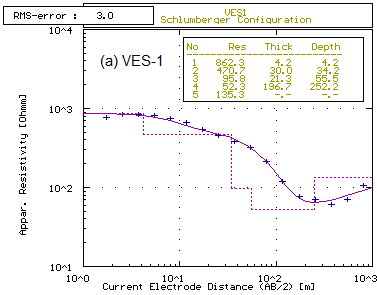 RMS-error : 3.0
VES1
Schlumberger Configuration
(a) VES-1
No Res Thick Depth
1 862.3 4.2 4.2
2 470.7 30.0 34.2
3 95.8 21.3 55.5
4 52.3 196.7 252.2
5 135.3 -.- -.-
Appar. Resistivity [Ohmm]
10^4
10^3
10^2
10^1
10^0 10^1 10^2 10^3
Current Electrode Distance (AB/2) [m]